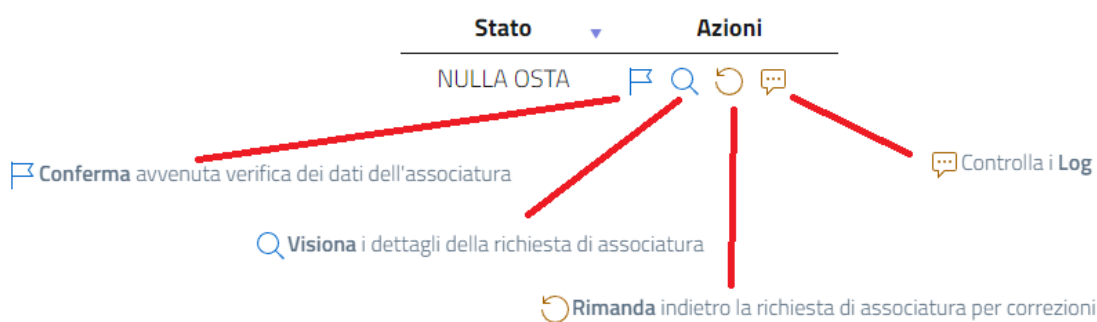 Stato Azioni
NULLA OSTA
Conferma avvenuta verifica dei dati dell'associatura
Controlla i Log
Visiona i dettagli della richiesta di associatura
Rimanda indietro la richiesta di associatura per correzioni